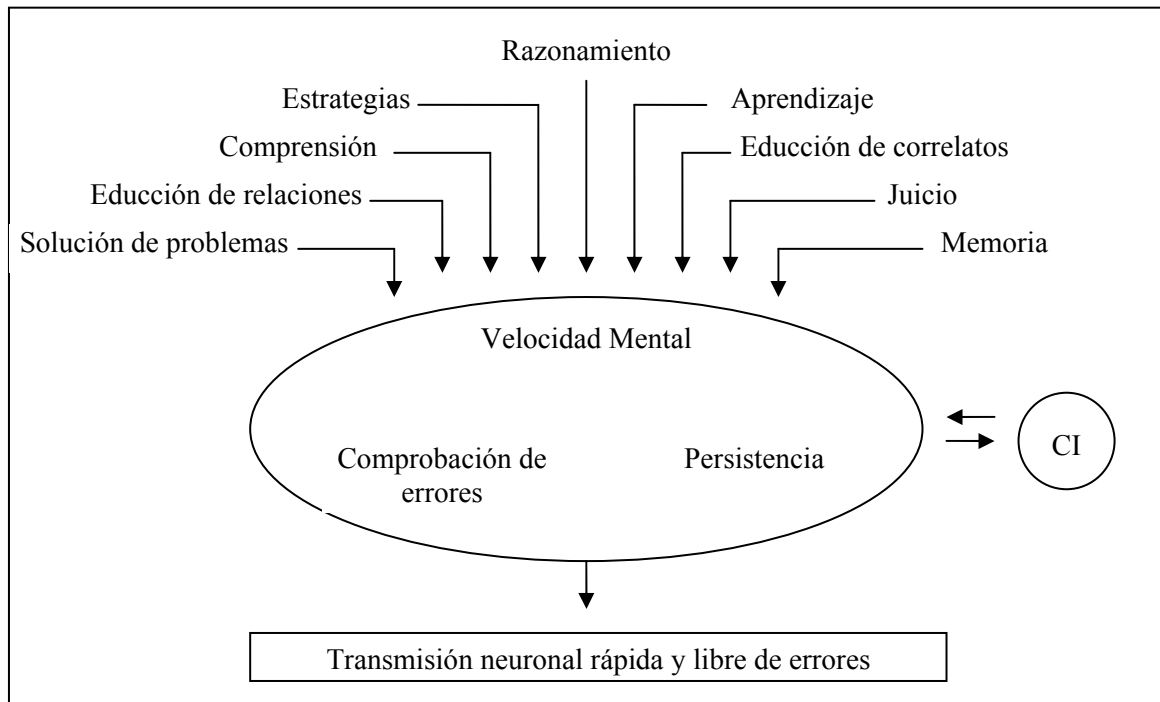 Razonamiento
Estrategias
Aprendizaje
Comprensión
Educción de correlatos
Educción de relaciones
Juicio
Solución de problemas
Memoria
Velocidad Mental
Comprobación de
errores
Persistencia
CI
Transmisión neuronal rápida y libre de errores